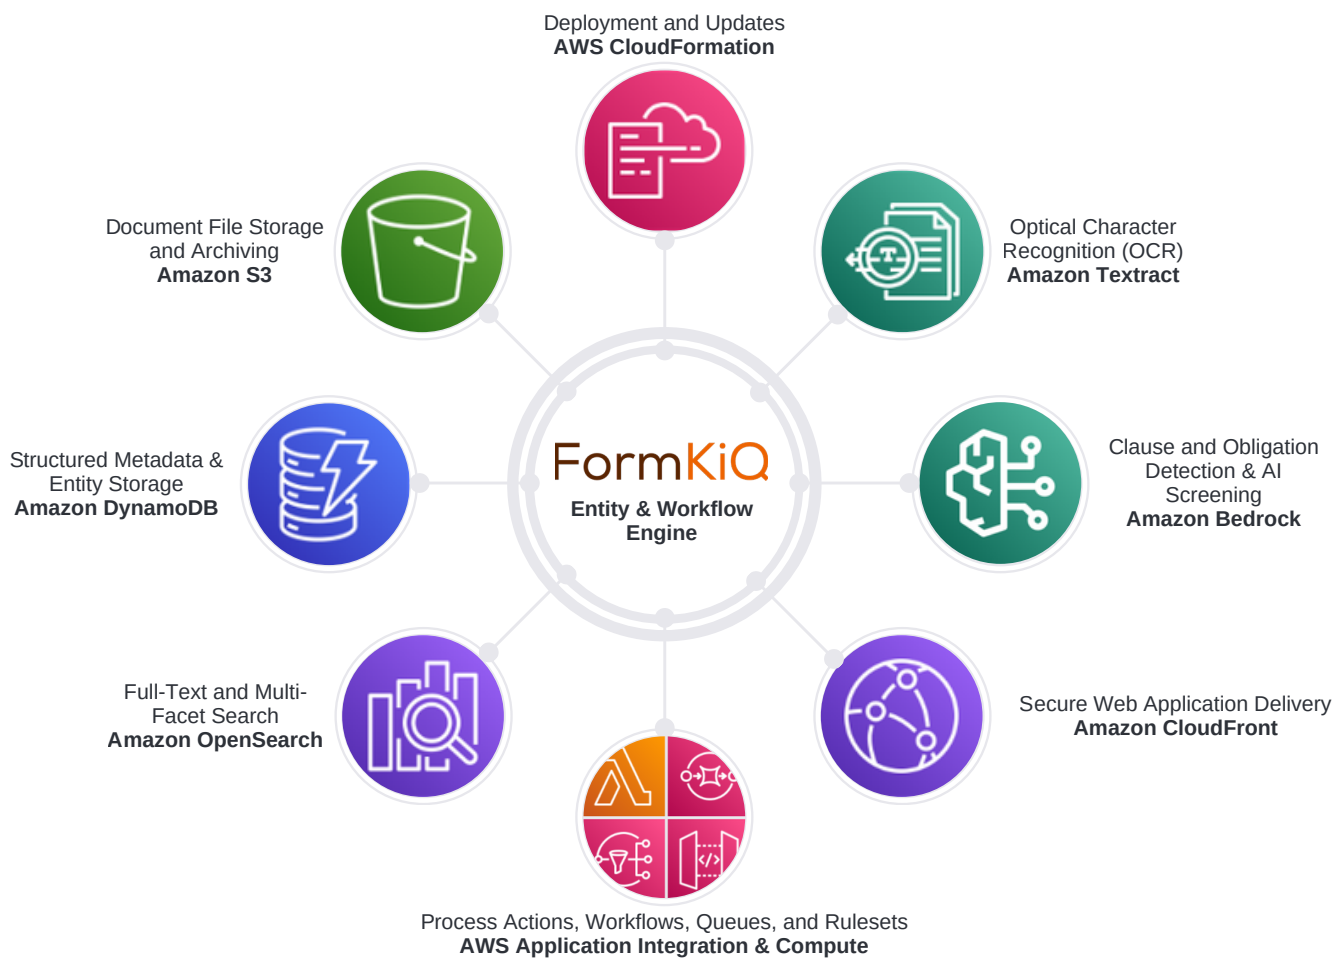 Deployment and Updates
AWS CloudFormation
Document File Storage
and Archiving
Amazon S3
Optical Character
Recognition (OCR)
Amazon Textract
Structured Metadata &
Entity Storage
Amazon DynamoDB
FormKiQ
Entity & Workflow
Engine
Clause and Obligation
Detection & AI
Screening
Amazon Bedrock
Full-Text and Multi-
Facet Search
Amazon OpenSearch
Secure Web Application Delivery
Amazon CloudFront
Process Actions, Workflows, Queues, and Rulesets
AWS Application Integration & Compute